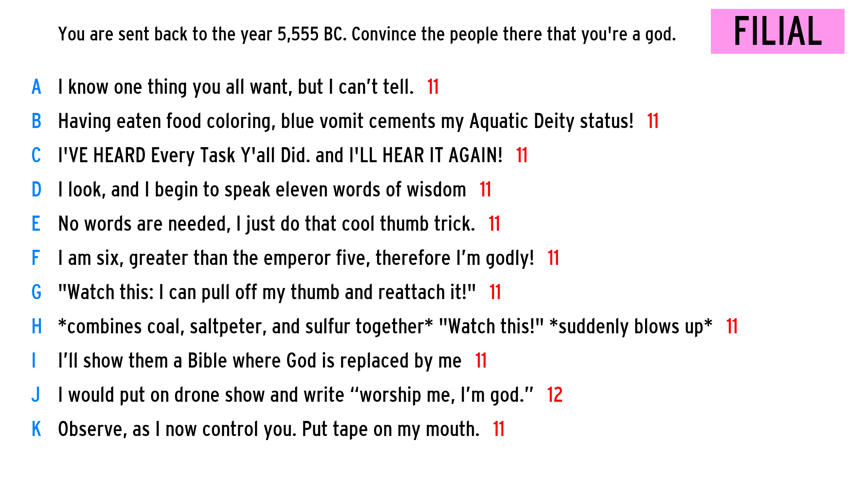 You are sent back to the year 5,555 BC. Convince the people there that you're a god.
FILIAL
A I know one thing you all want, but I can’t tell. 11
B Having eaten food coloring, blue vomit cements my Aquatic Deity status! 11
C I'VE HEARD Every Task Y'all Did. and I'LL HEAR IT AGAIN! 11
D I look, and I begin to speak eleven words of wisdom 11
E No words are needed, I just do that cool thumb trick. 11
F I am six, greater than the emperor five, therefore I’m godly! 11
G "Watch this: I can pull off my thumb and reattach it!" 11
H *combines coal, saltpeter, and sulfur together* "Watch this!" *suddenly blows up* 11
I I’ll show them a Bible where God is replaced by me 11
J I would put on drone show and write “worship me, I’m god.” 12
K Observe, as I now control you. Put tape on my mouth. 11